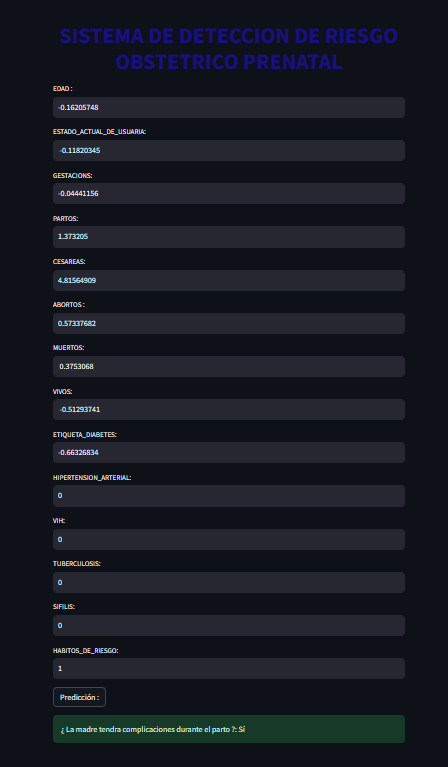 SISTEMA DE DETECCION DE RIESGO
OBSTETRICO PRENATAL
EDAD :
-0.16205748
ESTADO_ACTUAL_DE_USUARIA:
-0.11820345
GESTACIONS:
-0.04441156
PARTOS:
1.373205
CESAREAS:
4.81564909
ABORTOS :
0.57337682
MUERTOS:
0.3753068
VIVOS:
-0.51293741
ETIQUETA_DIABETES:
-0.66326834
HIPERTENSION_ARTERIAL:
0
VIH:
0
TUBERCULOSIS:
0
SIFILIS:
0
HABITOS_DE_RIESGO:
1
Predicción :
¿ La madre tendra complicaciones durante el parto ?: Sí